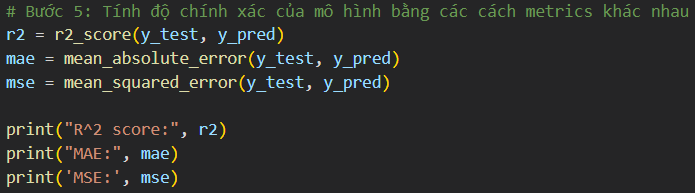 # Bước 5: Tính độ chính xác của mô hình bằng các cách metrics khác nhau
r2 = r2_score(y_test, y_pred)
mae = mean_absolute_error(y_test, y_pred)
mse = mean_squared_error(y_test, y_pred)
print("R^2 score:", r2)
print("MAE:", mae)
print('MSE:', mse)